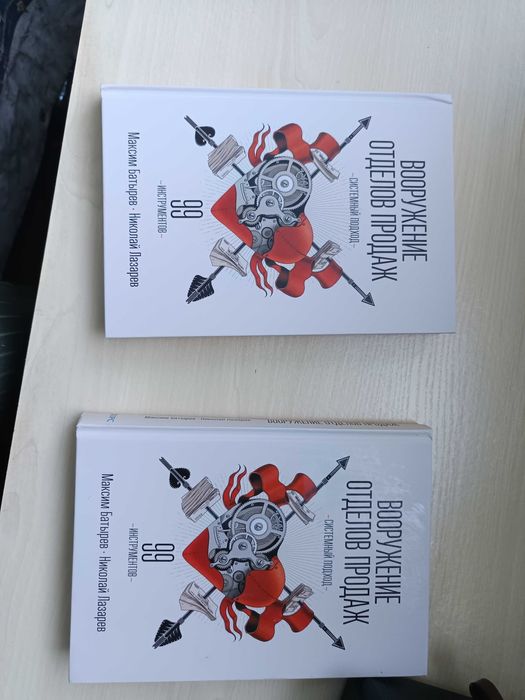 ВООРУЖЕНИЕ
ОТДЕЛОВ ПРОДАЖ
– СИСТЕМНЫЙ ПОДХОД –
99
– ИНСТРУМЕНТОВ –
Максим Батырев · Николай Лазарев
Максим Батырев · Николай Лазарев ВООРУЖЕНИЕ ОТДЕЛОВ ПРОДАЖ
ВООРУЖЕНИЕ
ОТДЕЛОВ ПРОДАЖ
– СИСТЕМНЫЙ ПОДХОД –
99
– ИНСТРУМЕНТОВ –
Максим Батырев · Николай Лазарев